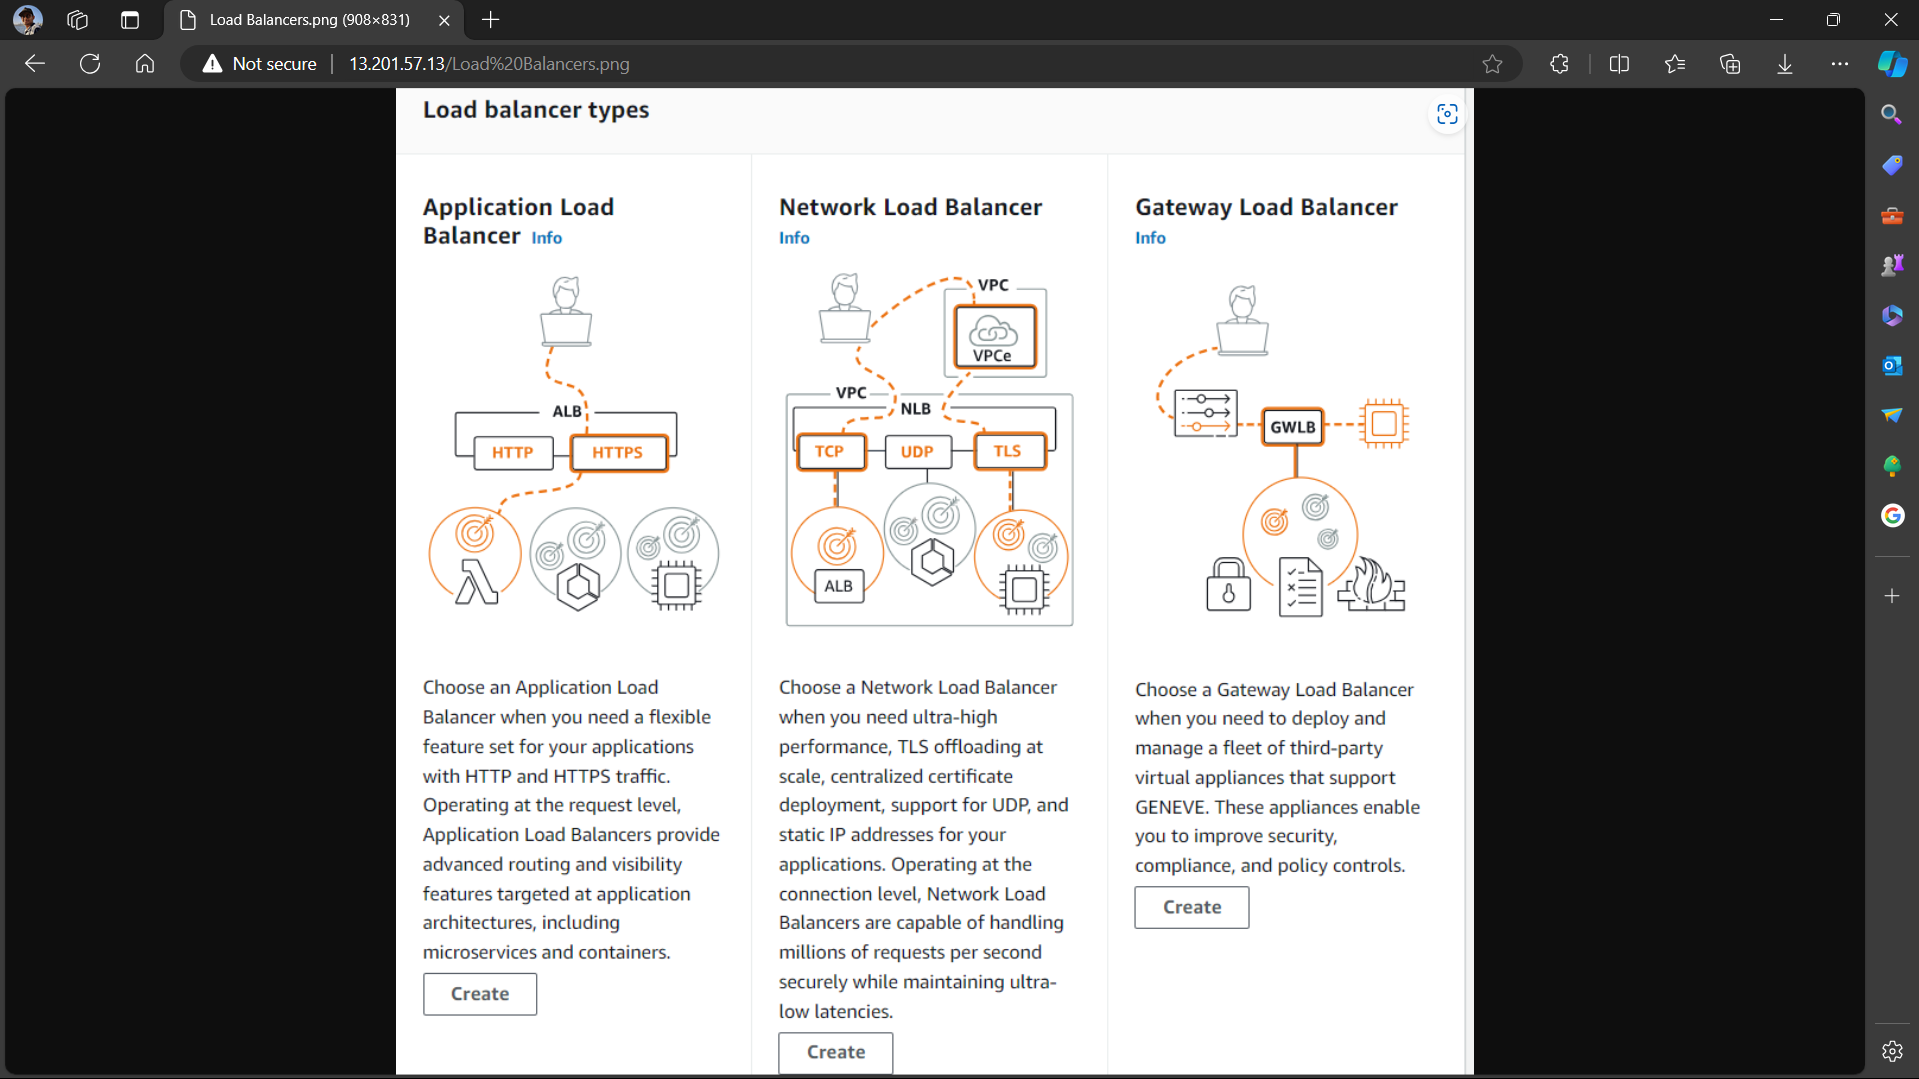 Load Balancers.png (908×831)
Not secure
13.201.57.13/Load%20Balancers.png
Load balancer types
Application Load
Balancer Info
ALB
HTTP
HTTPS
Choose an Application Load
Balancer when you need a flexible
feature set for your applications
with HTTP and HTTPS traffic.
Operating at the request level,
Application Load Balancers provide
advanced routing and visibility
features targeted at application
architectures, including
microservices and containers.
Create
Network Load Balancer
Info
VPC
VPCe
VPC
NLB
TCP
UDP
TLS
ALB
Choose a Network Load Balancer
when you need ultra-high
performance, TLS offloading at
scale, centralized certificate
deployment, support for UDP, and
static IP addresses for your
applications. Operating at the
connection level, Network Load
Balancers are capable of handling
millions of requests per second
securely while maintaining ultra-
low latencies.
Create
Gateway Load Balancer
Info
GWLB
Choose a Gateway Load Balancer
when you need to deploy and
manage a fleet of third-party
virtual appliances that support
GENEVE. These appliances enable
you to improve security,
compliance, and policy controls.
Create